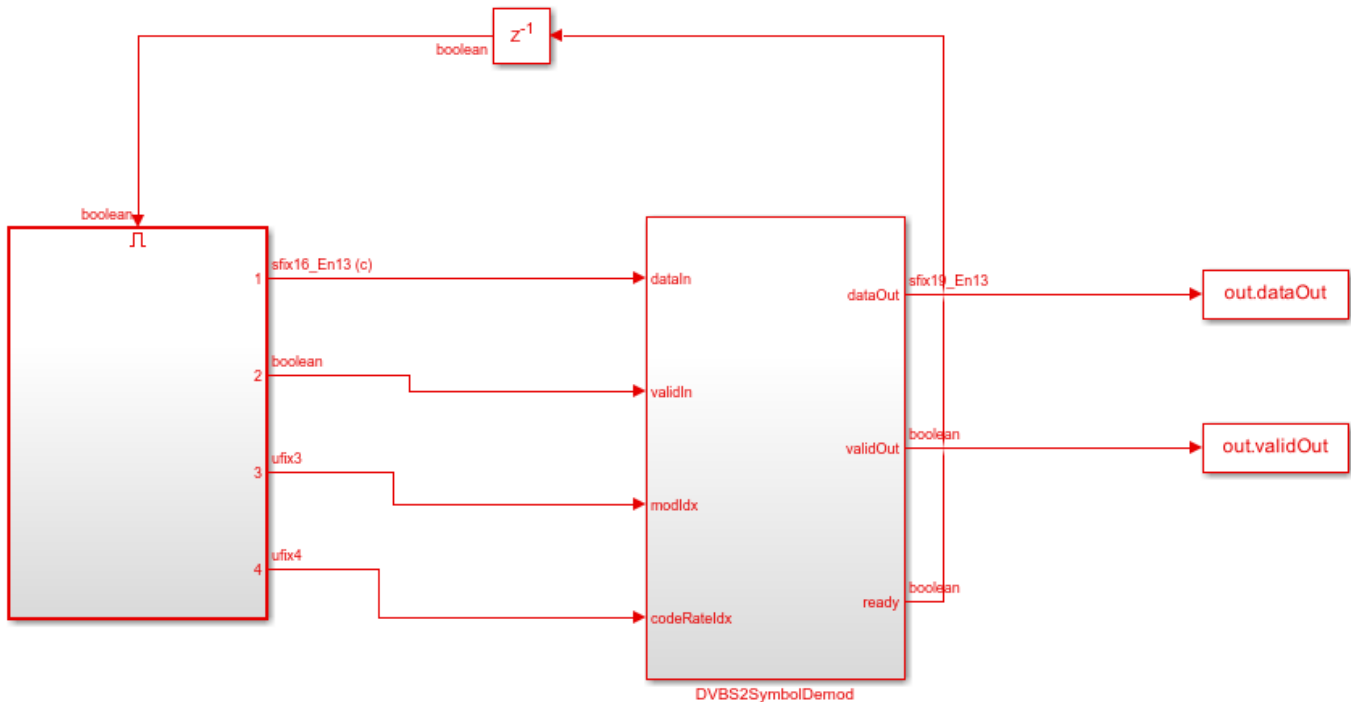 z-1
boolean
boolean
1
sfix16_En13 (c)
dataIn
dataOut
sfix19_En13
out.dataOut
2
boolean
validIn
validOut
boolean
out.validOut
3
ufix3
modIdx
4
ufix4
codeRateIdx
ready
boolean
DVBS2SymbolDemod